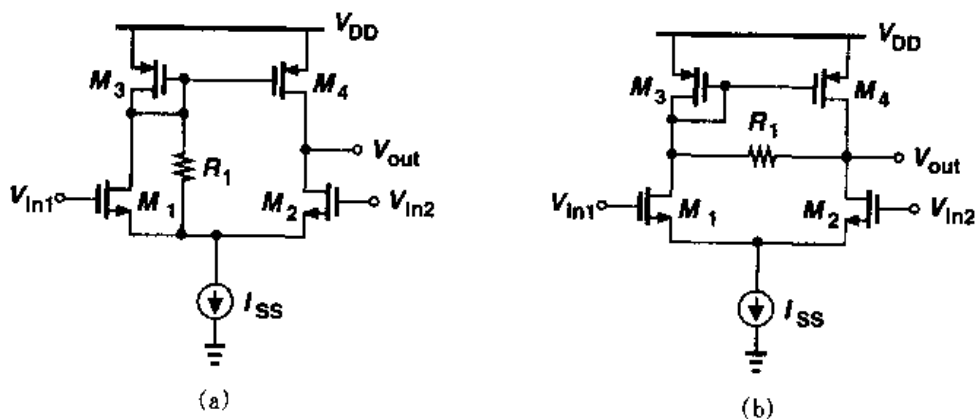 V_DD
M_3
M_4
R_1
V_out
V_In1
M_1
M_2
V_In2
I_SS
(a)
V_DD
M_3
M_4
R_1
V_out
V_in1
M_1
M_2
V_In2
I_SS
(b)